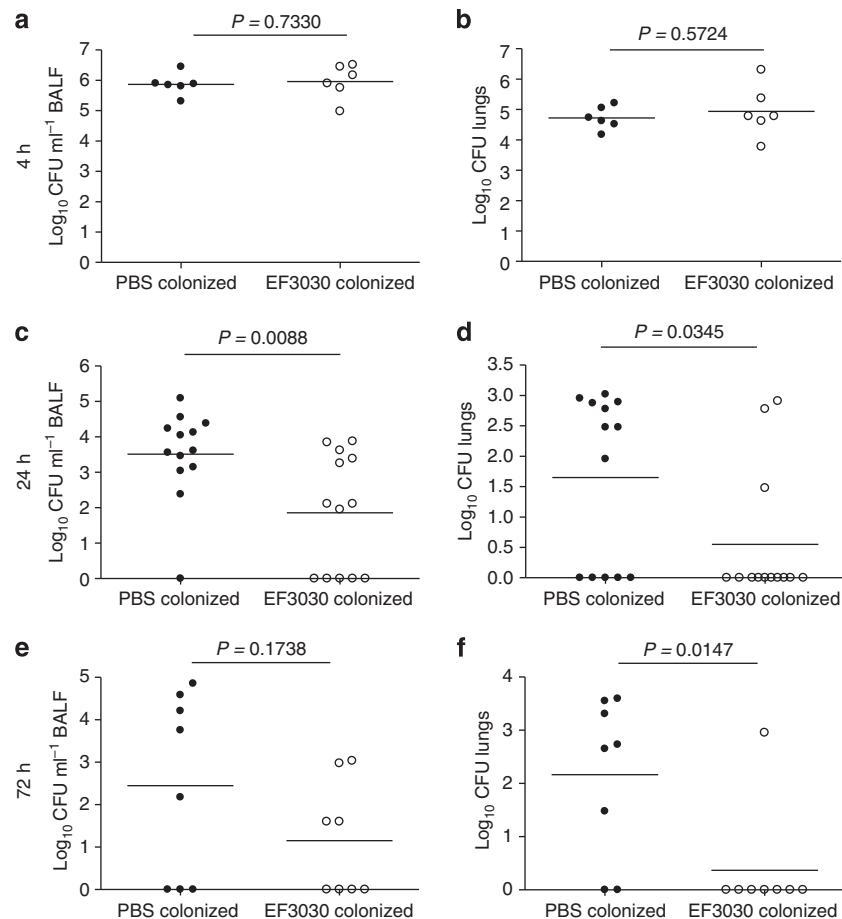 a
P = 0.7330
7
6
5
4
3
2
1
0
Log10 CFU ml−1 BALF
4 h
PBS colonized EF3030 colonized
b
P = 0.5724
7
6
5
4
3
2
1
0
Log10 CFU lungs
PBS colonized EF3030 colonized
c
P = 0.0088
6
5
4
3
2
1
0
Log10 CFU ml−1 BALF
24 h
PBS colonized EF3030 colonized
d
P = 0.0345
3.5
3.0
2.5
2.0
1.5
1.0
0.5
0.0
Log10 CFU lungs
PBS colonized EF3030 colonized
e
P = 0.1738
5
4
3
2
1
0
Log10 CFU ml−1 BALF
72 h
PBS colonized EF3030 colonized
f
P = 0.0147
4
3
2
1
0
Log10 CFU lungs
PBS colonized EF3030 colonized